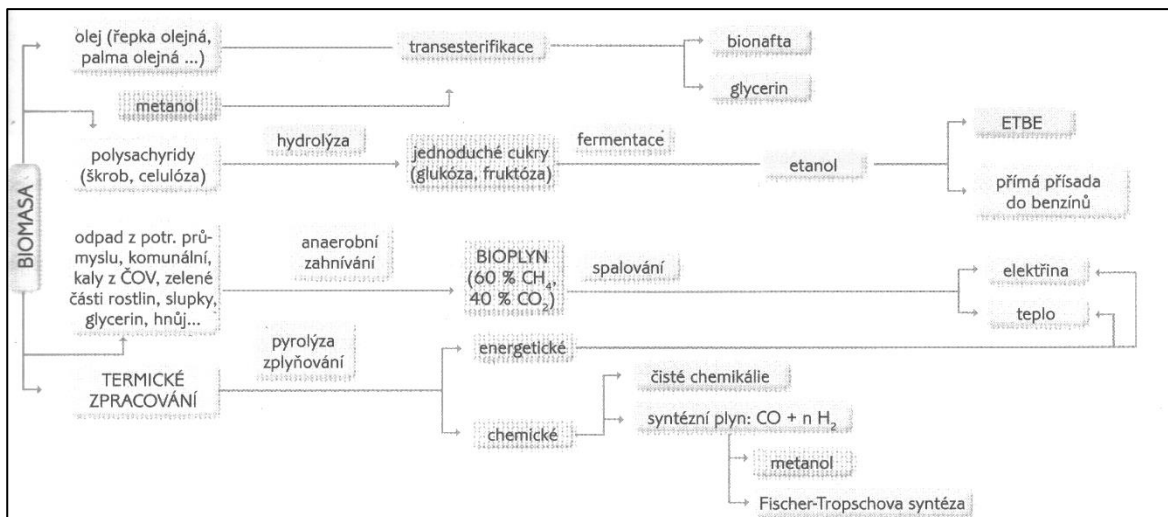 BIOMASA
olej (řepka olejná,
palma olejná ...)
transesterifikace
bionafta
glycerin
metanol
polysachyridy
(škrob, celulóza)
hydrolýza
jednoduché cukry
(glukóza, fruktóza)
fermentace
etanol
ETBE
přímá přísada
do benzínů
odpad z potr. prů-
myslu, komunální,
kaly z ČOV, zelené
části rostlin, slupky,
glycerin, hnůj...
anaerobní
zahnívání
BIOPLYN
(60 % CH₄,
40 % CO₂)
spalování
elektřina
teplo
TERMICKÉ
ZPRACOVÁNÍ
pyrolýza
zplyňování
energetické
chemické
čisté chemikálie
syntézní plyn: CO + n H₂
metanol
Fischer-Tropschova syntéza